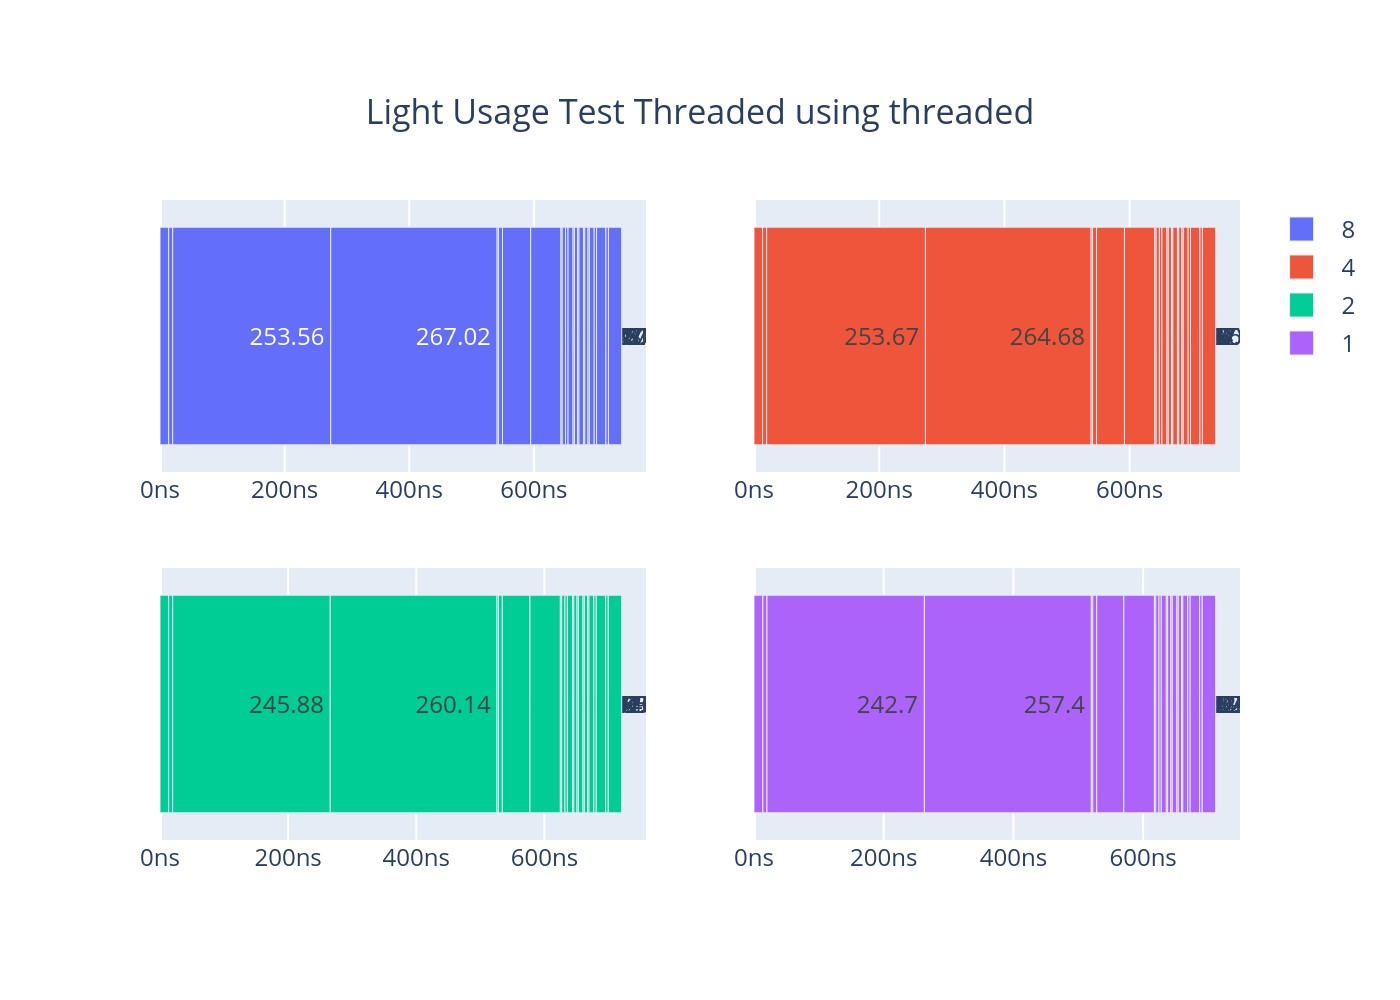 Light Usage Test Threaded using threaded
253.56 267.02
0ns 200ns 400ns 600ns
253.67 264.68
0ns 200ns 400ns 600ns
8
4
2
1
245.88 260.14
0ns 200ns 400ns 600ns
242.7 257.4
0ns 200ns 400ns 600ns